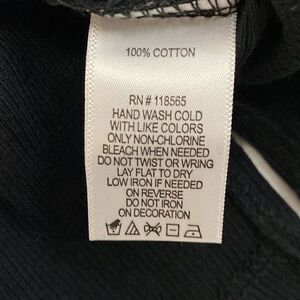 100% COTTON
RN # 118565
HAND WASH COLD
WITH LIKE COLORS
ONLY NON-CHLORINE
BLEACH WHEN NEEDED
DO NOT TWIST OR WRING
LAY FLAT TO DRY
LOW IRON IF NEEDED
ON REVERSE
DO NOT IRON
ON DECORATION